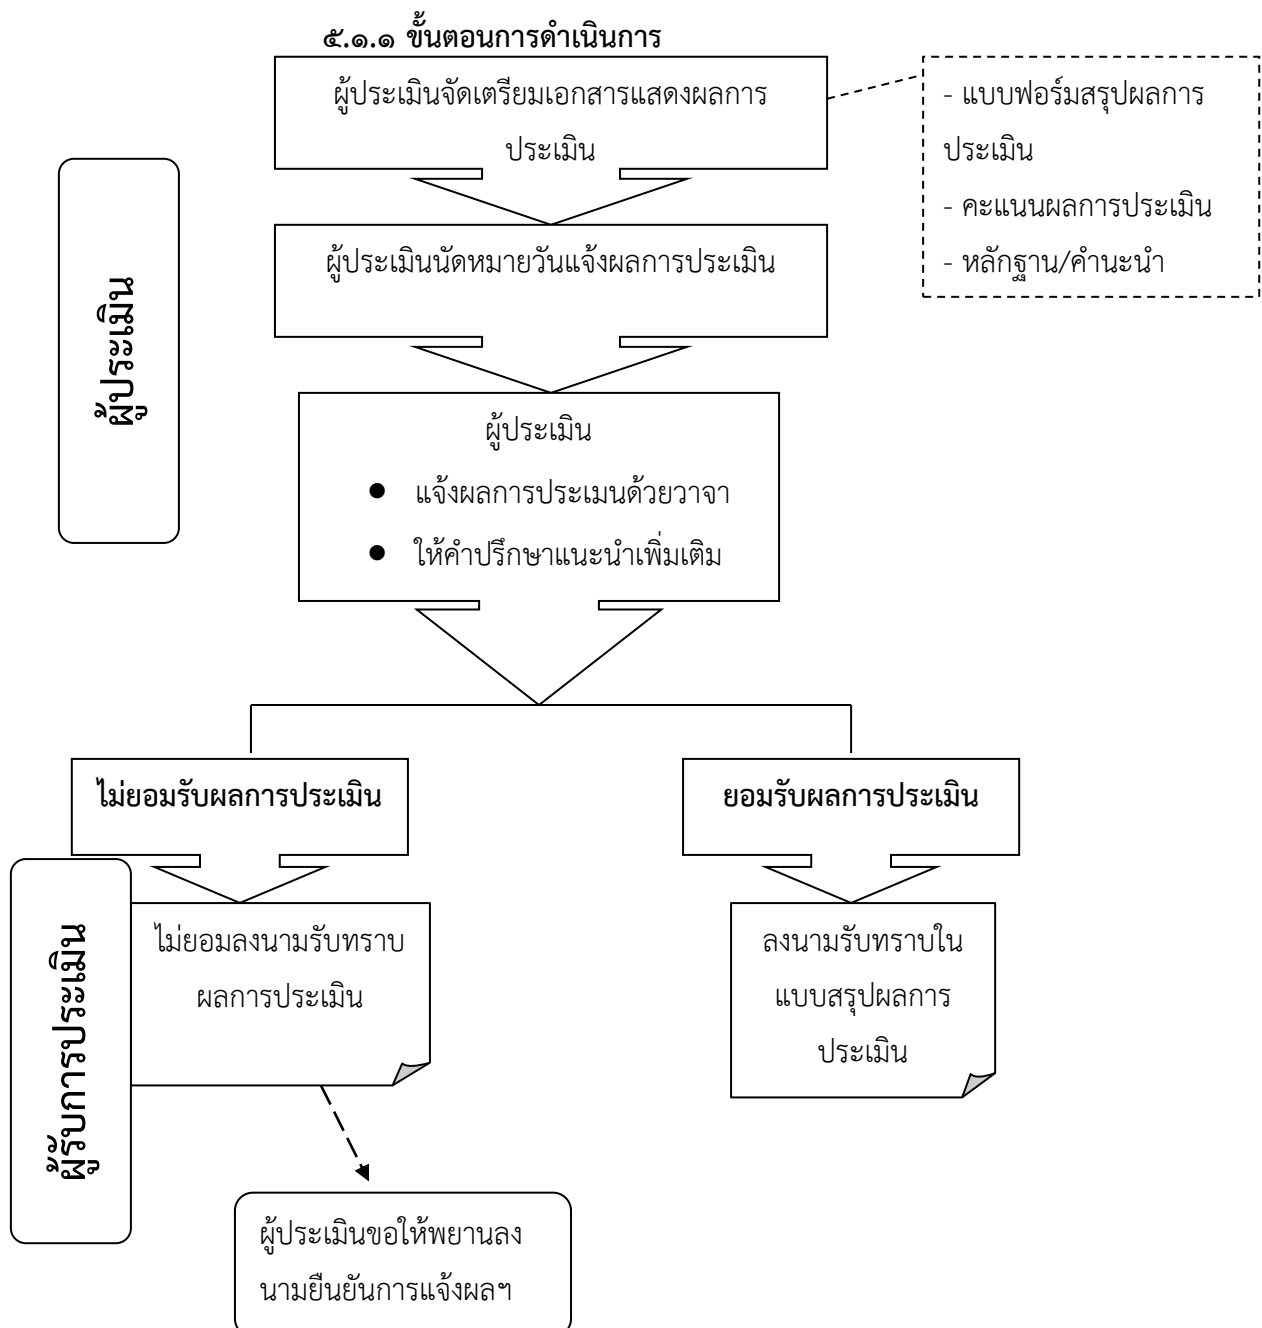 ๕.๑.๑ ขั้นตอนการดำเนินการ
ผู้ประเมินจัดเตรียมเอกสารแสดงผลการ
ประเมิน
- แบบฟอร์มสรุปผลการ
ประเมิน
- คะแนนผลการประเมิน
- หลักฐาน/คำนะนำ
ผู้ประเมินนัดหมายวันแจ้งผลการประเมิน
ผู้ประเมิน
ผู้ประเมิน
● แจ้งผลการประเมนด้วยวาจา
● ให้คำปรึกษาแนะนำเพิ่มเติม
ไม่ยอมรับผลการประเมิน
ยอมรับผลการประเมิน
ผู้รับการประเมิน
ไม่ยอมลงนามรับทราบ
ผลการประเมิน
ลงนามรับทราบใน
แบบสรุปผลการ
ประเมิน
ผู้ประเมินขอให้พยานลง
นามยืนยันการแจ้งผลฯ